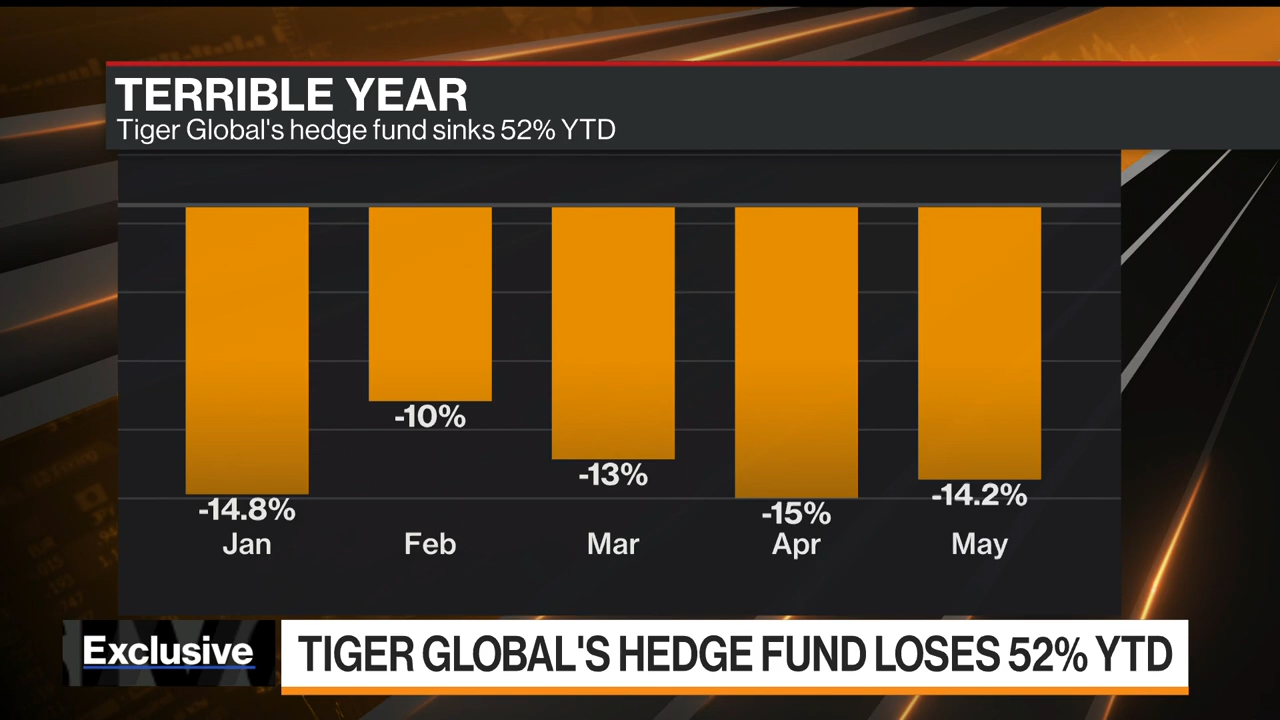 TERRIBLE YEAR
Tiger Global's hedge fund sinks 52% YTD
-14.8%
-10%
-13%
-15%
-14.2%
Jan
Feb
Mar
Apr
May
Exclusive
TIGER GLOBAL'S HEDGE FUND LOSES 52% YTD